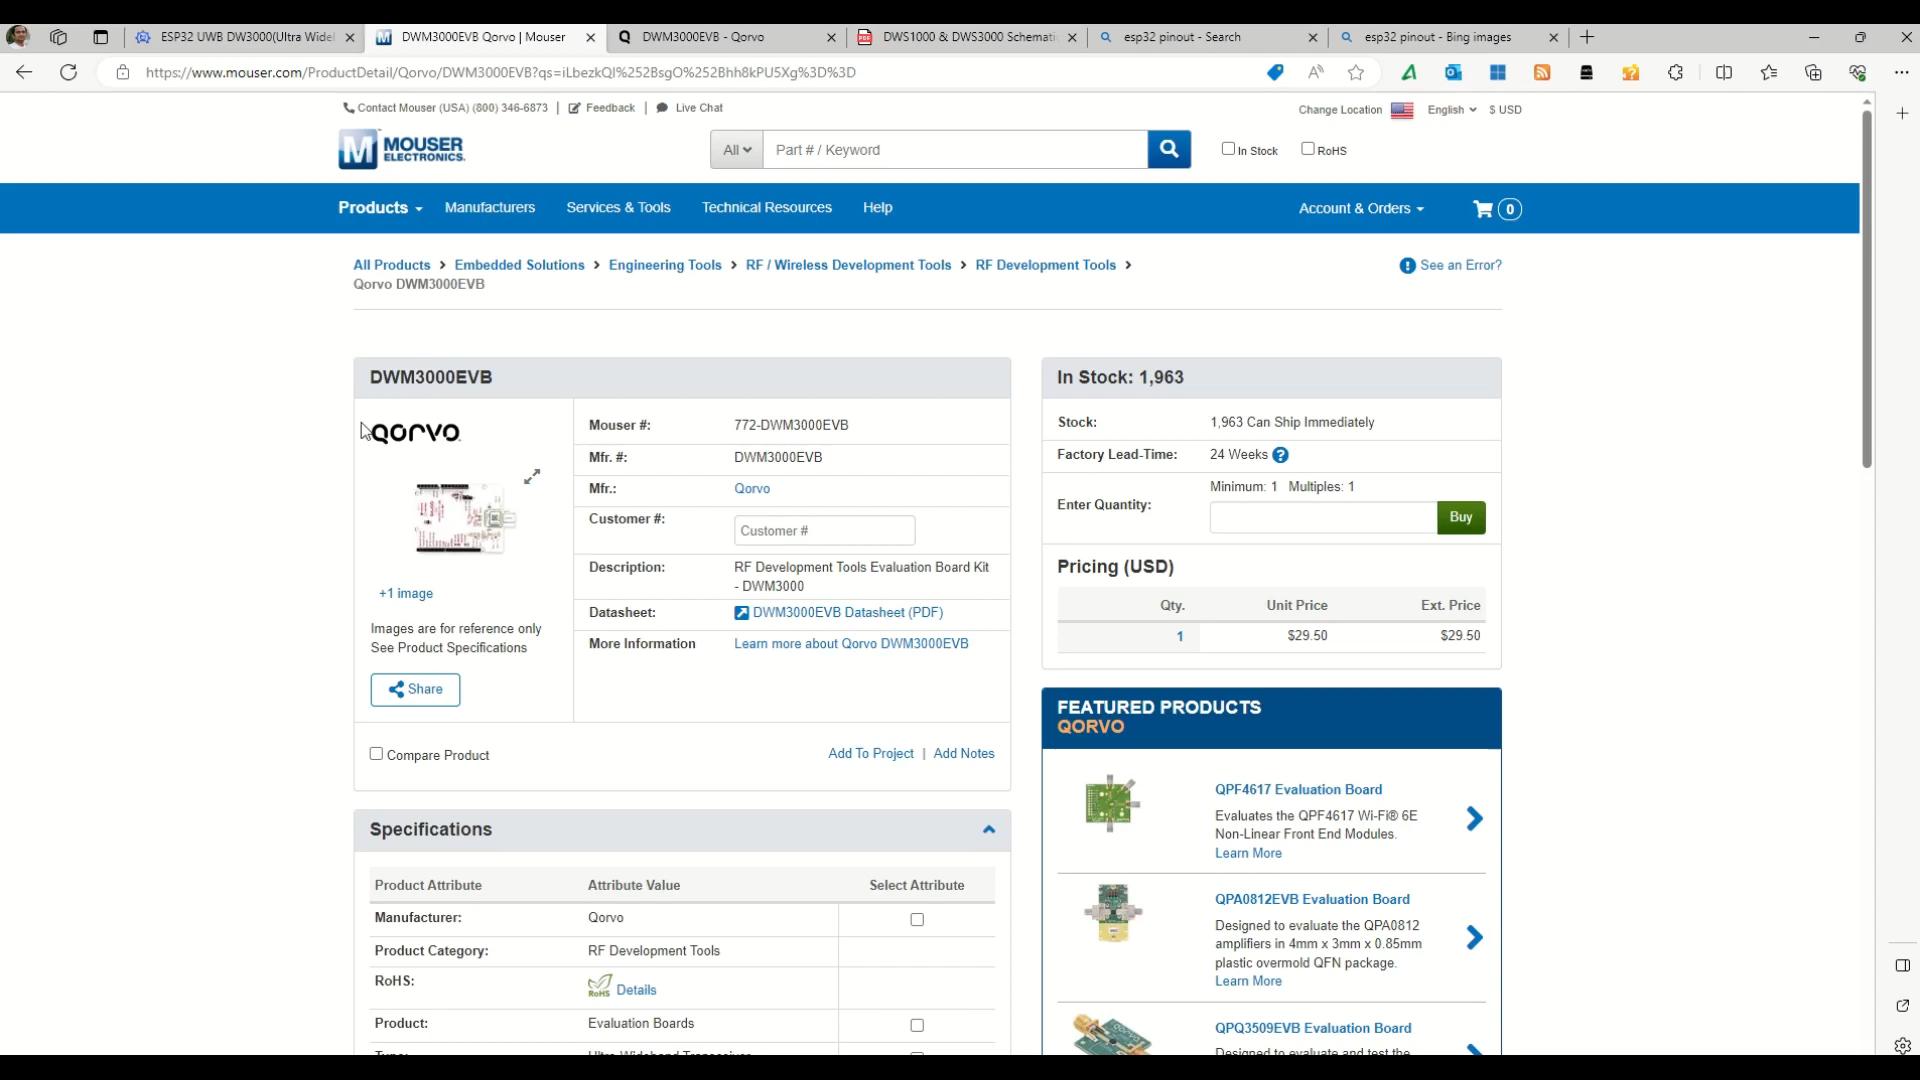 ESP32 UWB DW3000(Ultra Wide
DWM3000EVB Qorvo | Mouser
DWM3000EVB - Qorvo
DWS1000 & DWS3000 Schemati
esp32 pinout - Search
esp32 pinout - Bing images
https://www.mouser.com/ProductDetail/Qorvo/DWM3000EVB?qs=iLbezkQI%252BsgO%252Bhh8kPU5Xg%3D%3D
Contact Mouser (USA) (800) 346-6873 | Feedback | Live Chat
Change Location English $ USD
M MOUSER
ELECTRONICS.
All Part # / Keyword
In Stock RoHS
Products Manufacturers Services & Tools Technical Resources Help
Account & Orders 0
All Products > Embedded Solutions > Engineering Tools > RF / Wireless Development Tools > RF Development Tools >
Qorvo DWM3000EVB
See an Error?
DWM3000EVB
QORVO
+1 image
Images are for reference only
See Product Specifications
Share
Mouser #: 772-DWM3000EVB
Mfr. #: DWM3000EVB
Mfr.: Qorvo
Customer #: Customer #
Description: RF Development Tools Evaluation Board Kit
- DWM3000
Datasheet: DWM3000EVB Datasheet (PDF)
More Information Learn more about Qorvo DWM3000EVB
Compare Product
Add To Project | Add Notes
In Stock: 1,963
Stock: 1,963 Can Ship Immediately
Factory Lead-Time: 24 Weeks ?
Minimum: 1 Multiples: 1
Enter Quantity:
Buy
Pricing (USD)
Qty. Unit Price Ext. Price
1 $29.50 $29.50
Specifications
Product Attribute Attribute Value Select Attribute
Manufacturer: Qorvo
Product Category: RF Development Tools
RoHS: RoHS Details
Product: Evaluation Boards
Type: Ultra-Wideband Transceiver
FEATURED PRODUCTS
QORVO
QPF4617 Evaluation Board
Evaluates the QPF4617 Wi-Fi® 6E
Non-Linear Front End Modules.
Learn More
QPA0812EVB Evaluation Board
Designed to evaluate the QPA0812
amplifiers in 4mm x 3mm x 0.85mm
plastic overmold QFN package.
Learn More
QPQ3509EVB Evaluation Board
Designed to evaluate and test the